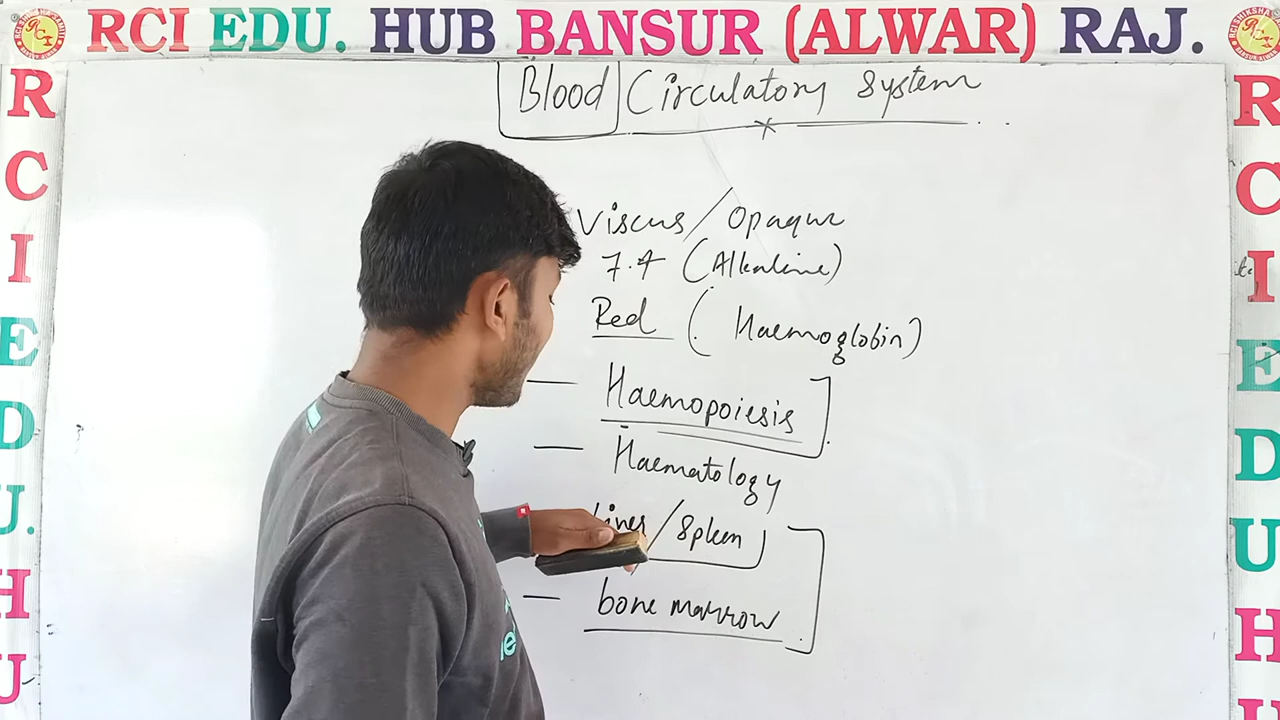 RCI EDU. HUB BANSUR (ALWAR) RAJ.
Blood Circulatory System
Viscus / Opaque
7.4 (Alkaline)
Red (Haemoglobin)
— Haemopoiesis
— Haematology
/ Spleen
— bone marrow
R
C
I
E
D
U.
H
U
R
C
I
E
D
U
H
U